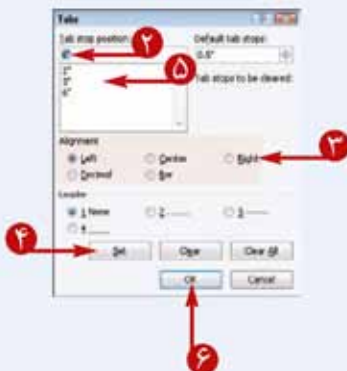 Tabs
Tab stop position: Default tab stops:
6" 0.5"
۲
۵
Tab stops to be cleared:
6"
Alignment
Left Center Right
۳
Decimal Bar
Leader
1 None 2 ....... 3 -------
4 ___
۴
Set Clear Clear All
OK Cancel
۶